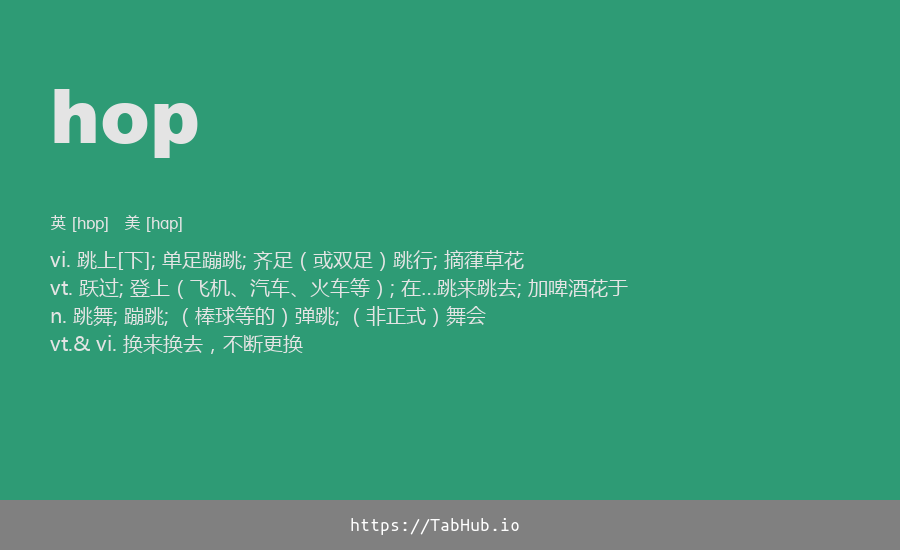 hop
英 [hɒp] 美 [hɑp]
vi. 跳上[下]; 单足蹦跳; 齐足（或双足）跳行; 摘葎草花
vt. 跃过; 登上（飞机、汽车、火车等）; 在…跳来跳去; 加啤酒花于
n. 跳舞; 蹦跳; （棒球等的）弹跳; （非正式）舞会
vt.& vi. 换来换去，不断更换
https://TabHub.io